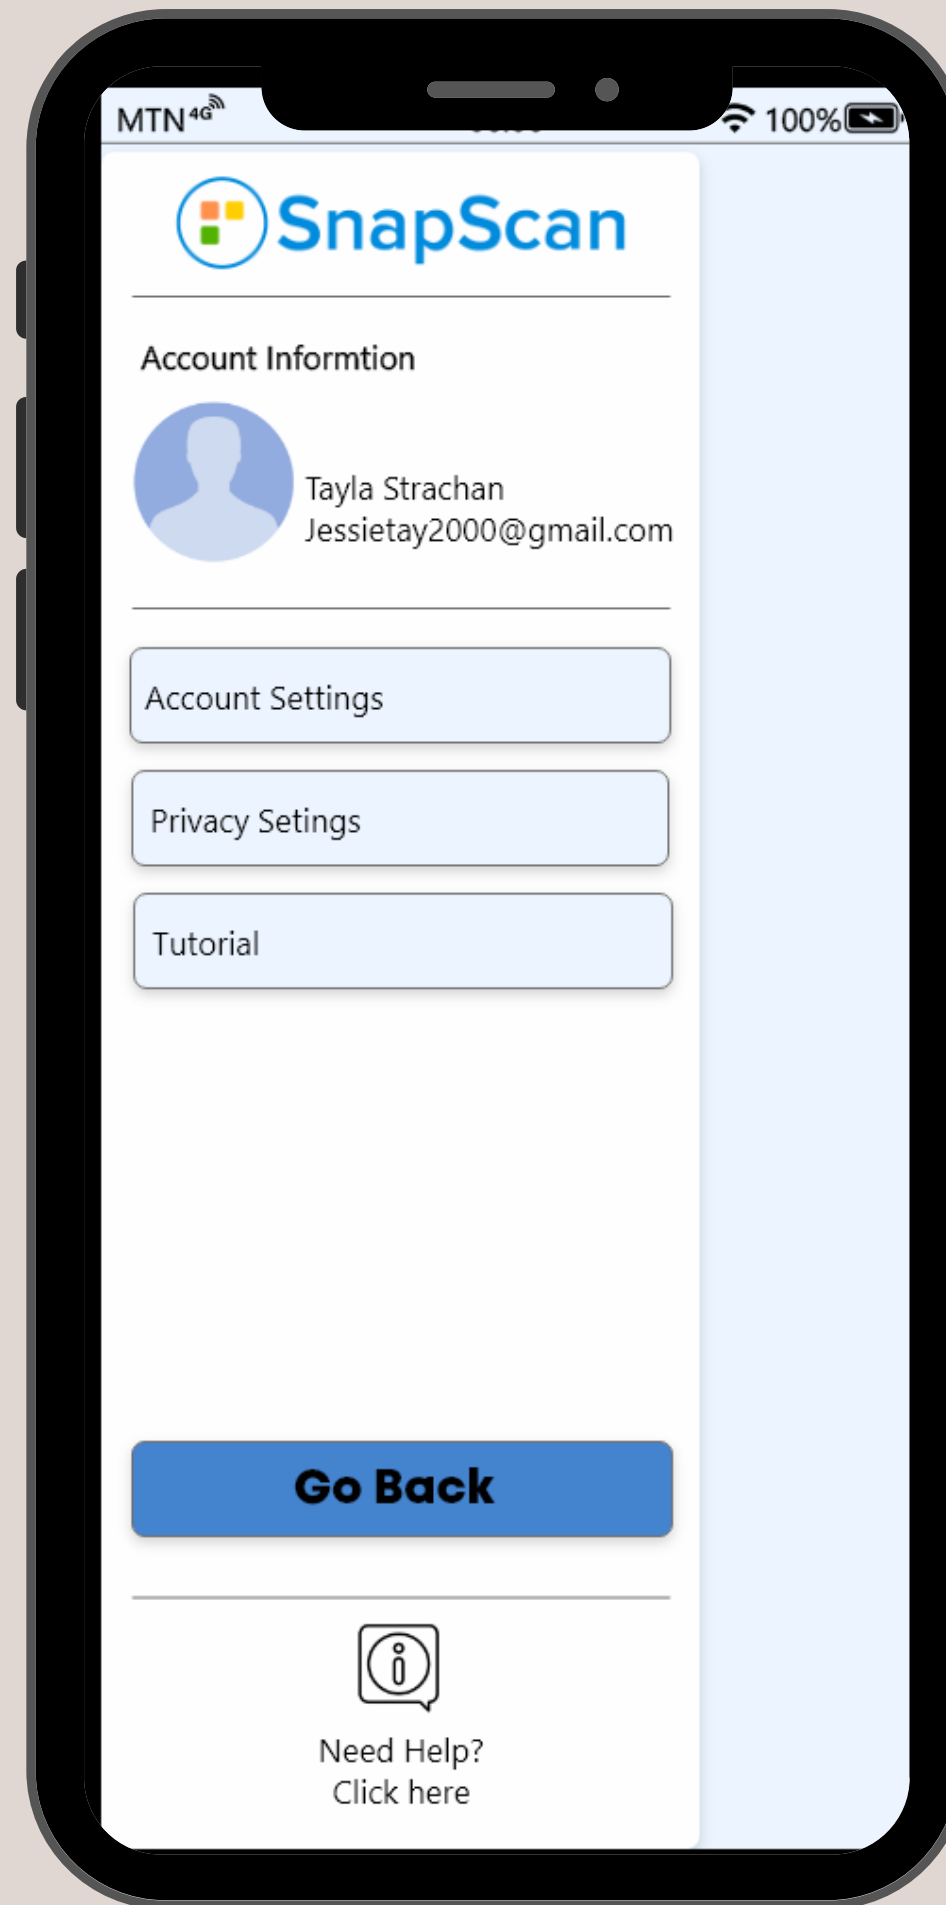 MTN 4G
100%
SnapScan
Account Informtion
Tayla Strachan
Jessietay2000@gmail.com
Account Settings
Privacy Setings
Tutorial
Go Back
Need Help?
Click here